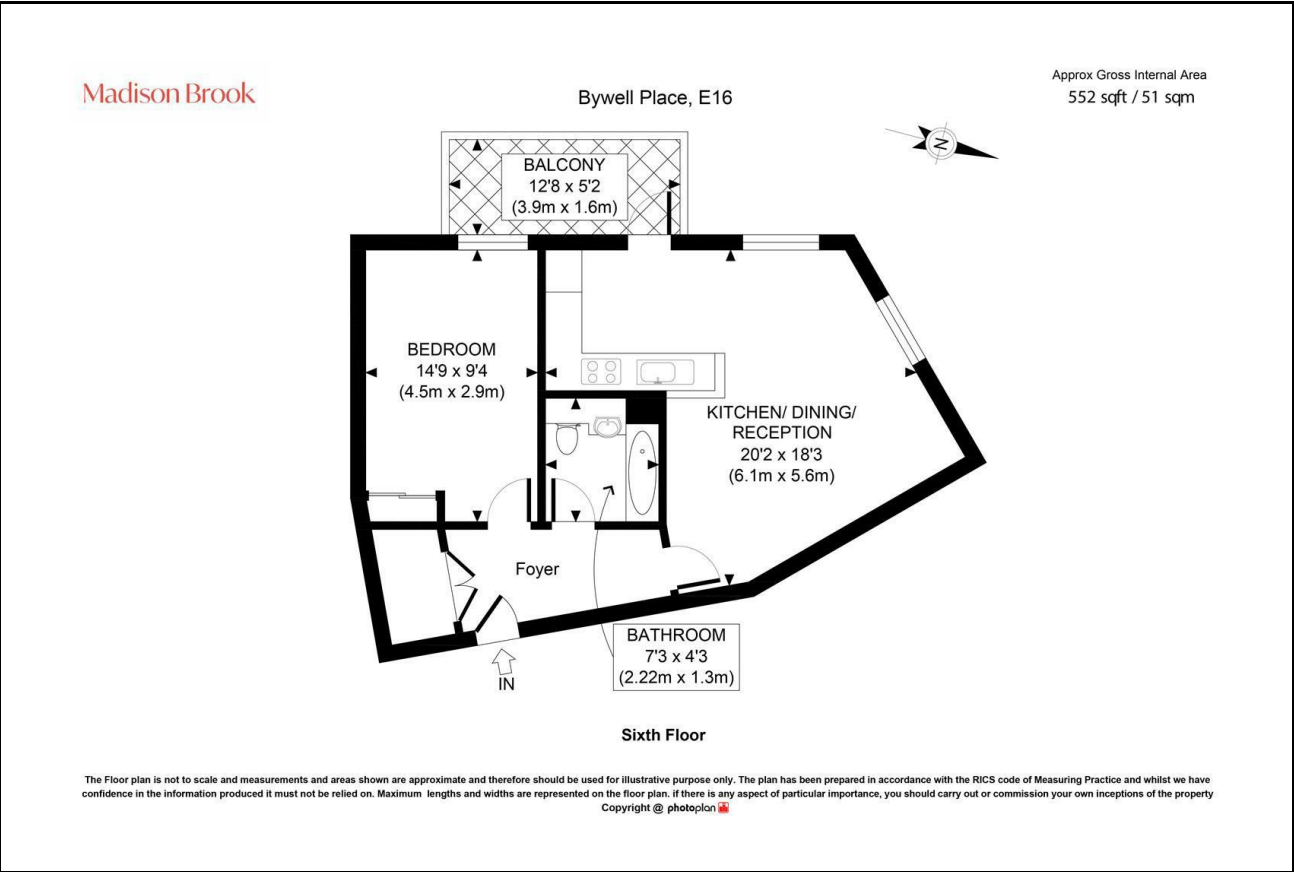 Madison Brook
Bywell Place, E16
Approx Gross Internal Area
552 sqft / 51 sqm
N
BALCONY
12'8 x 5'2
(3.9m x 1.6m)
BEDROOM
14'9 x 9'4
(4.5m x 2.9m)
KITCHEN/ DINING/
RECEPTION
20'2 x 18'3
(6.1m x 5.6m)
Foyer
BATHROOM
7'3 x 4'3
(2.22m x 1.3m)
IN
Sixth Floor
The Floor plan is not to scale and measurements and areas shown are approximate and therefore should be used for illustrative purpose only. The plan has been prepared in accordance with the RICS code of Measuring Practice and whilst we have
confidence in the information produced it must not be relied on. Maximum lengths and widths are represented on the floor plan. if there is any aspect of particular importance, you should carry out or commission your own inceptions of the property
Copyright @ photoplan